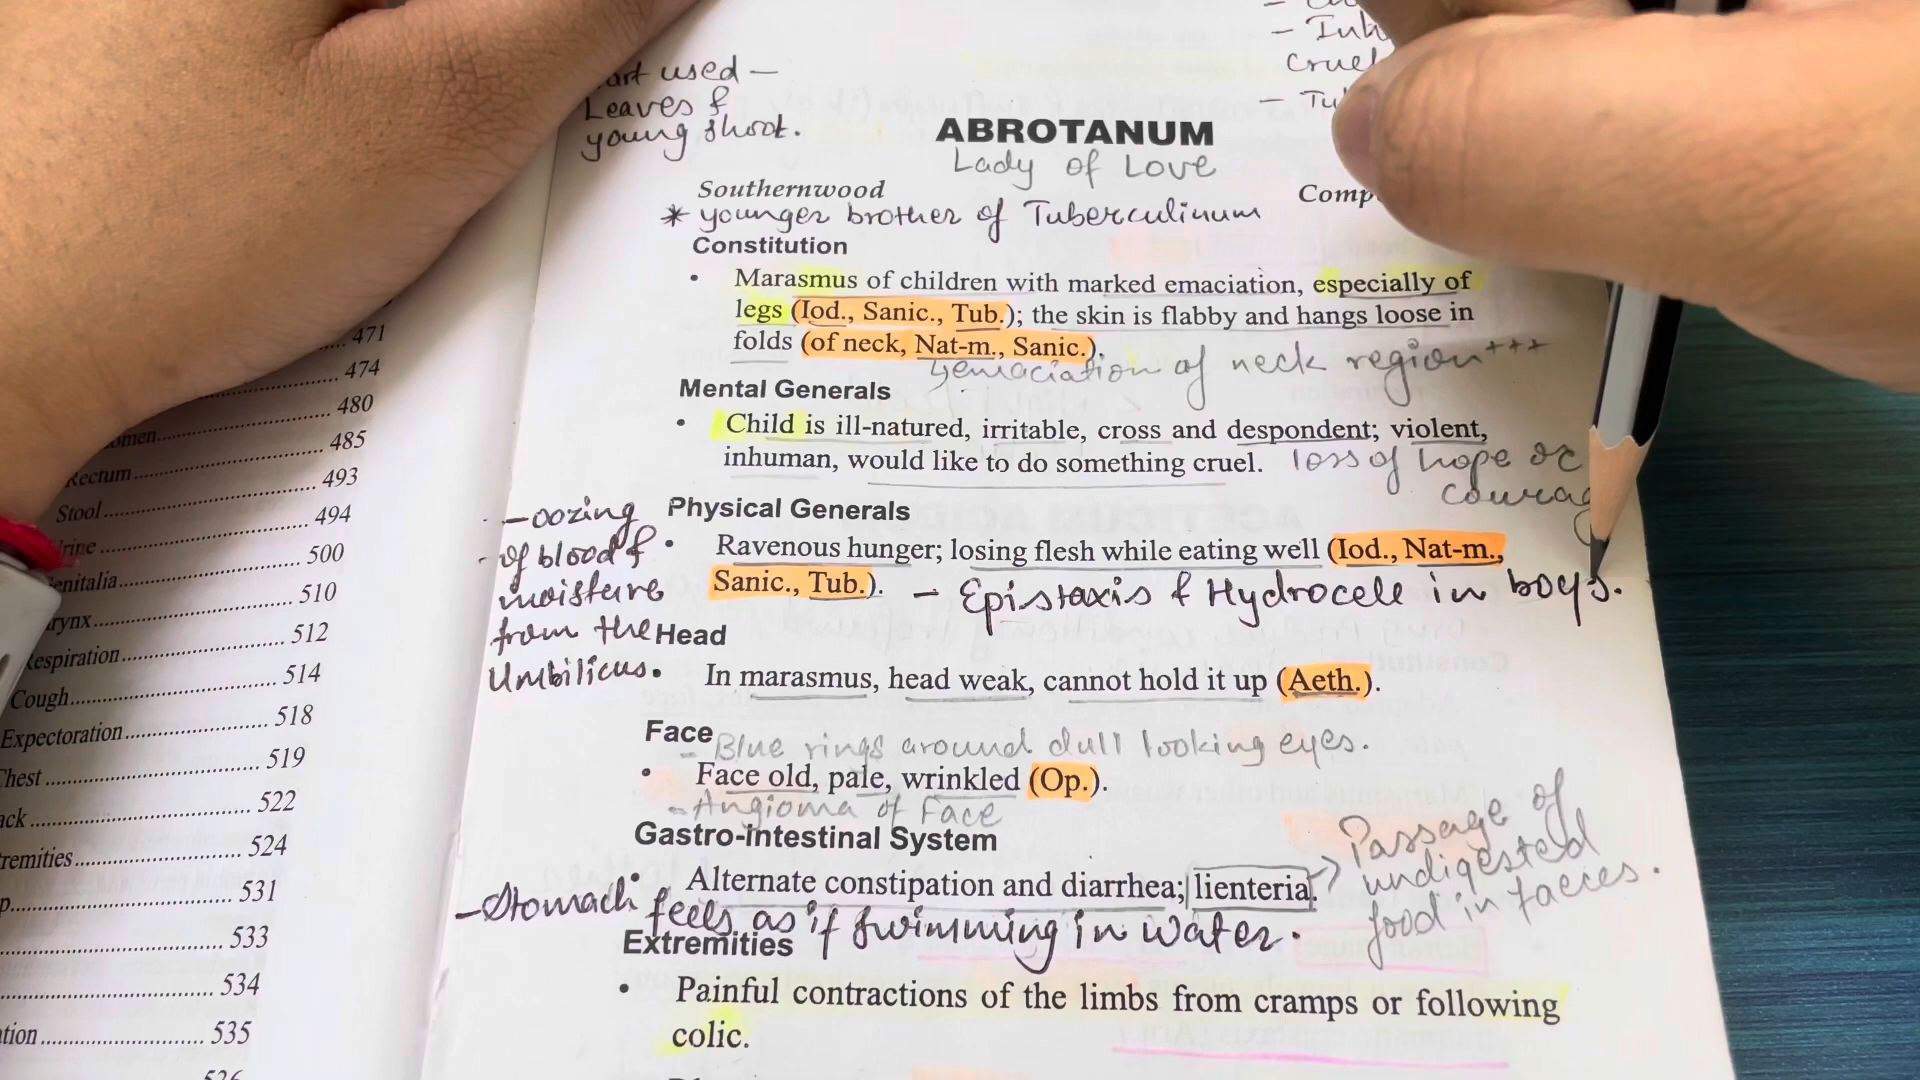 471
474
480
485
Rectum 493
Stool 494
500
510
512
Cough 514
Expectoration 518
519
522
524
531
533
534
535
used —
Leaves &
young shoot.
Cruel
ABROTANUM
Lady of Love
Southernwood
* younger brother of Tuberculinum
Constitution
• Marasmus of children with marked emaciation, especially of
legs (Iod., Sanic., Tub.); the skin is flabby and hangs loose in
folds (of neck, Nat-m., Sanic.).
emaciation of neck region +++
Mental Generals
• Child is ill-natured, irritable, cross and despondent; violent,
inhuman, would like to do something cruel. loss of hope or
Physical Generals
- oozing
- of blood &
moisture
from the
Umbilicus.
• Ravenous hunger; losing flesh while eating well (Iod., Nat-m.,
Sanic., Tub.). - Epistaxis & Hydrocele in boys.
Head
• In marasmus, head weak, cannot hold it up (Aeth.).
Face
- Blue rings around dull looking eyes.
• Face old, pale, wrinkled (Op.).
- Angioma of Face
Gastro-intestinal System
• Alternate constipation and diarrhea; lienteria.
→ Passage of
undigested
food in faeces.
- Stomach feels as if swimming in water.
Extremities
• Painful contractions of the limbs from cramps or following
colic.